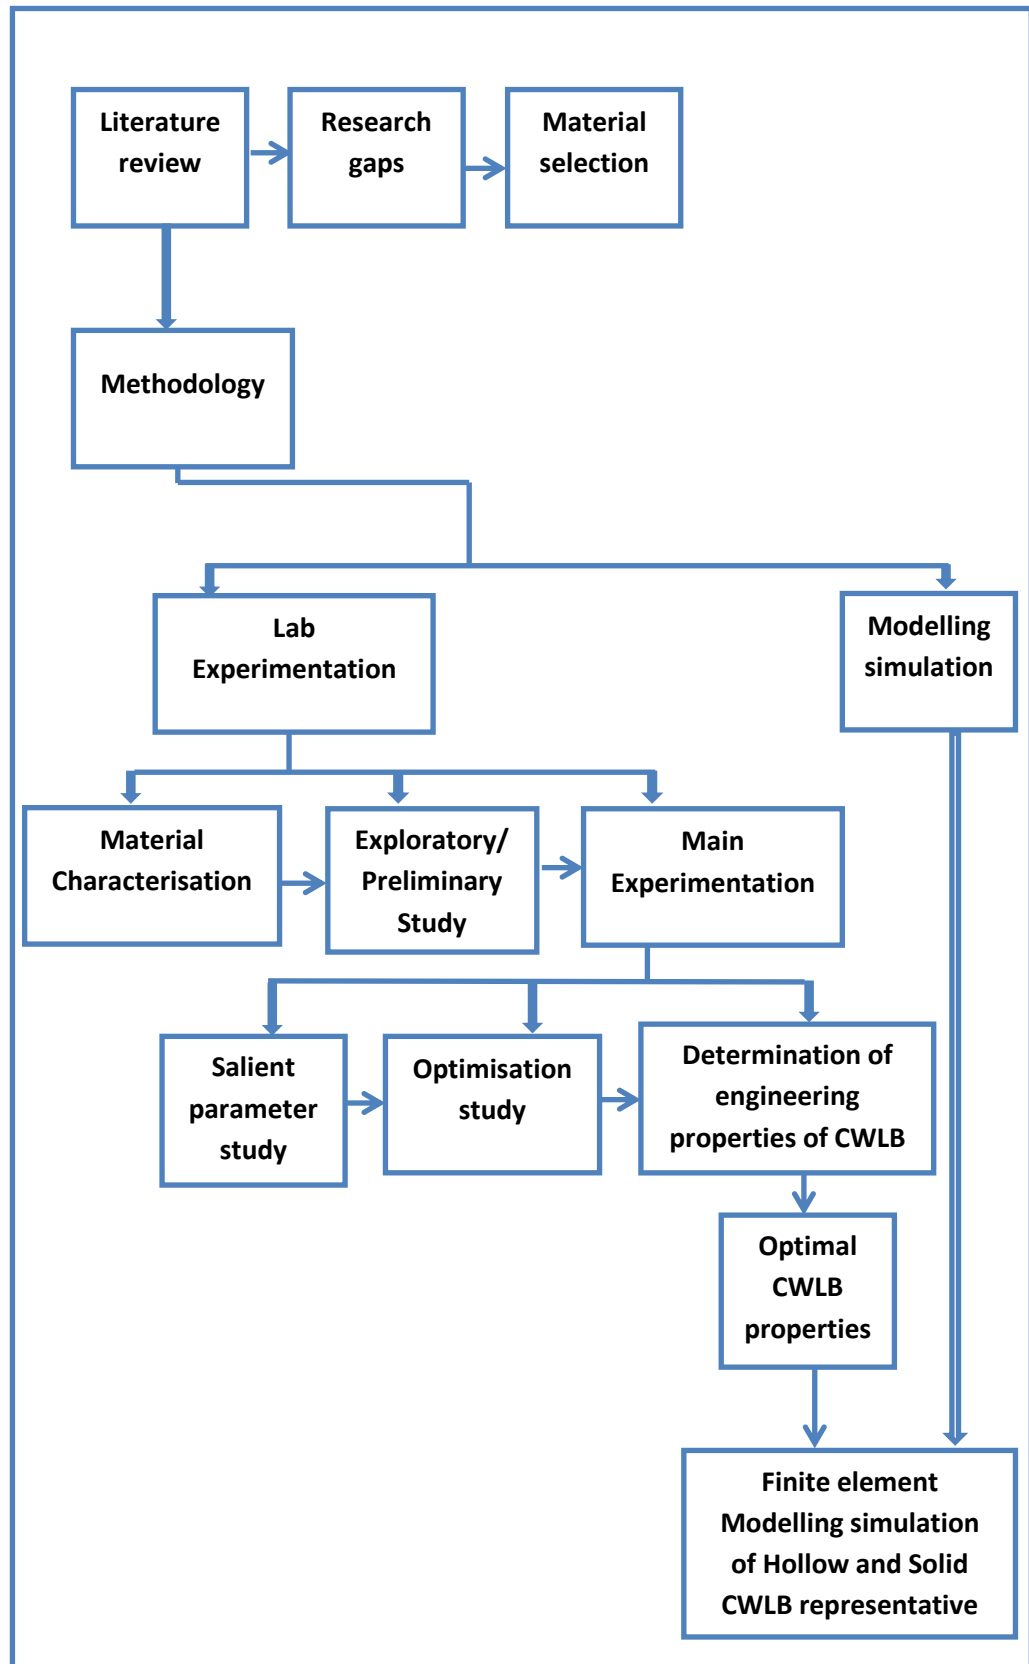 Literature
review
Research
gaps
Material
selection
Methodology
Lab
Experimentation
Modelling
simulation
Material
Characterisation
Exploratory/
Preliminary
Study
Main
Experimentation
Salient
parameter
study
Optimisation
study
Determination of
engineering
properties of CWLB
Optimal
CWLB
properties
Finite element
Modelling simulation
of Hollow and Solid
CWLB representative